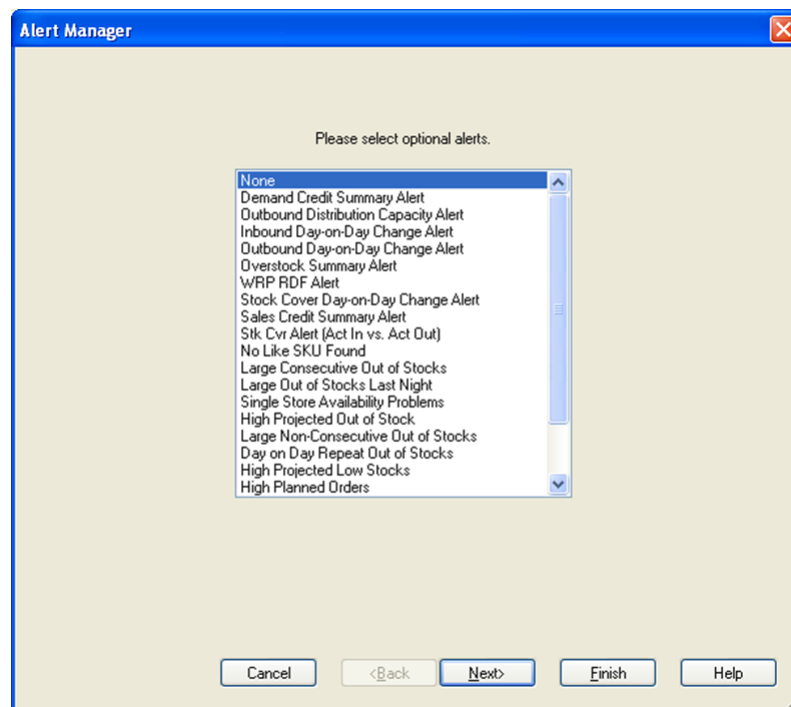 Alert Manager
Please select optional alerts.
None
Demand Credit Summary Alert
Outbound Distribution Capacity Alert
Inbound Day-on-Day Change Alert
Outbound Day-on-Day Change Alert
Overstock Summary Alert
WRP RDF Alert
Stock Cover Day-on-Day Change Alert
Sales Credit Summary Alert
Stk Cvr Alert (Act In vs. Act Out)
No Like SKU Found
Large Consecutive Out of Stocks
Large Out of Stocks Last Night
Single Store Availability Problems
High Projected Out of Stock
Large Non-Consecutive Out of Stocks
Day on Day Repeat Out of Stocks
High Projected Low Stocks
High Planned Orders
Cancel <Back Next> Finish Help